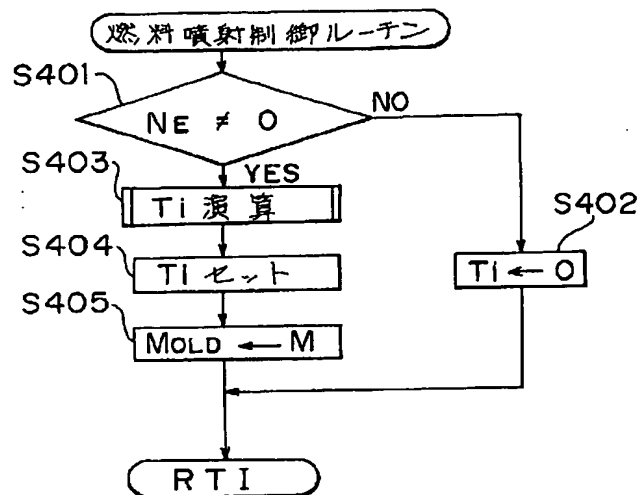 燃料噴射制御ルーチン
S401
NE ≠ 0
NO
YES
S403
Ti 演算
S402
S404
Ti セット
Ti ← 0
S405
MOLD ← M
RTI